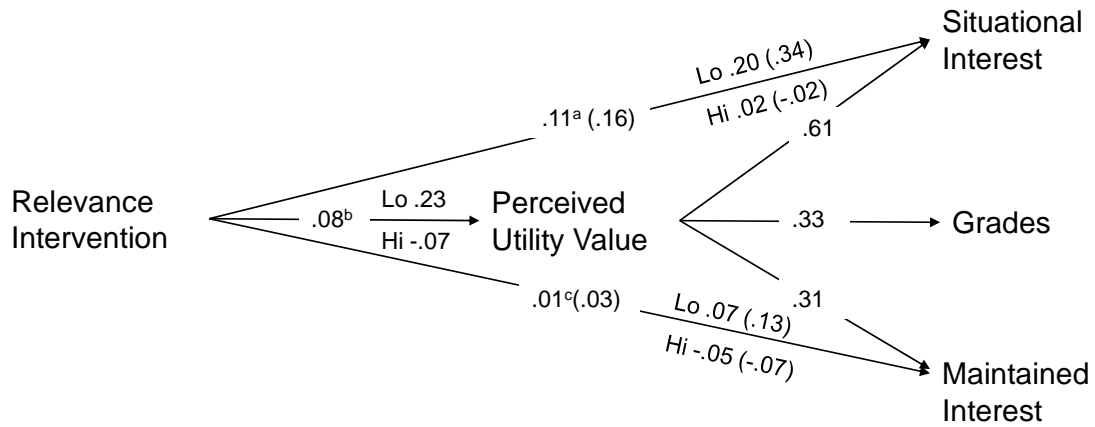 Situational
Interest
Lo .20 (.34)
Hi .02 (-.02)
.11ᵃ (.16)
.61
Relevance
Intervention
.08ᵇ
Lo .23
Hi -.07
Perceived
Utility Value
.33
Grades
.01ᶜ(.03)
.31
Lo .07 (.13)
Hi -.05 (-.07)
Maintained
Interest